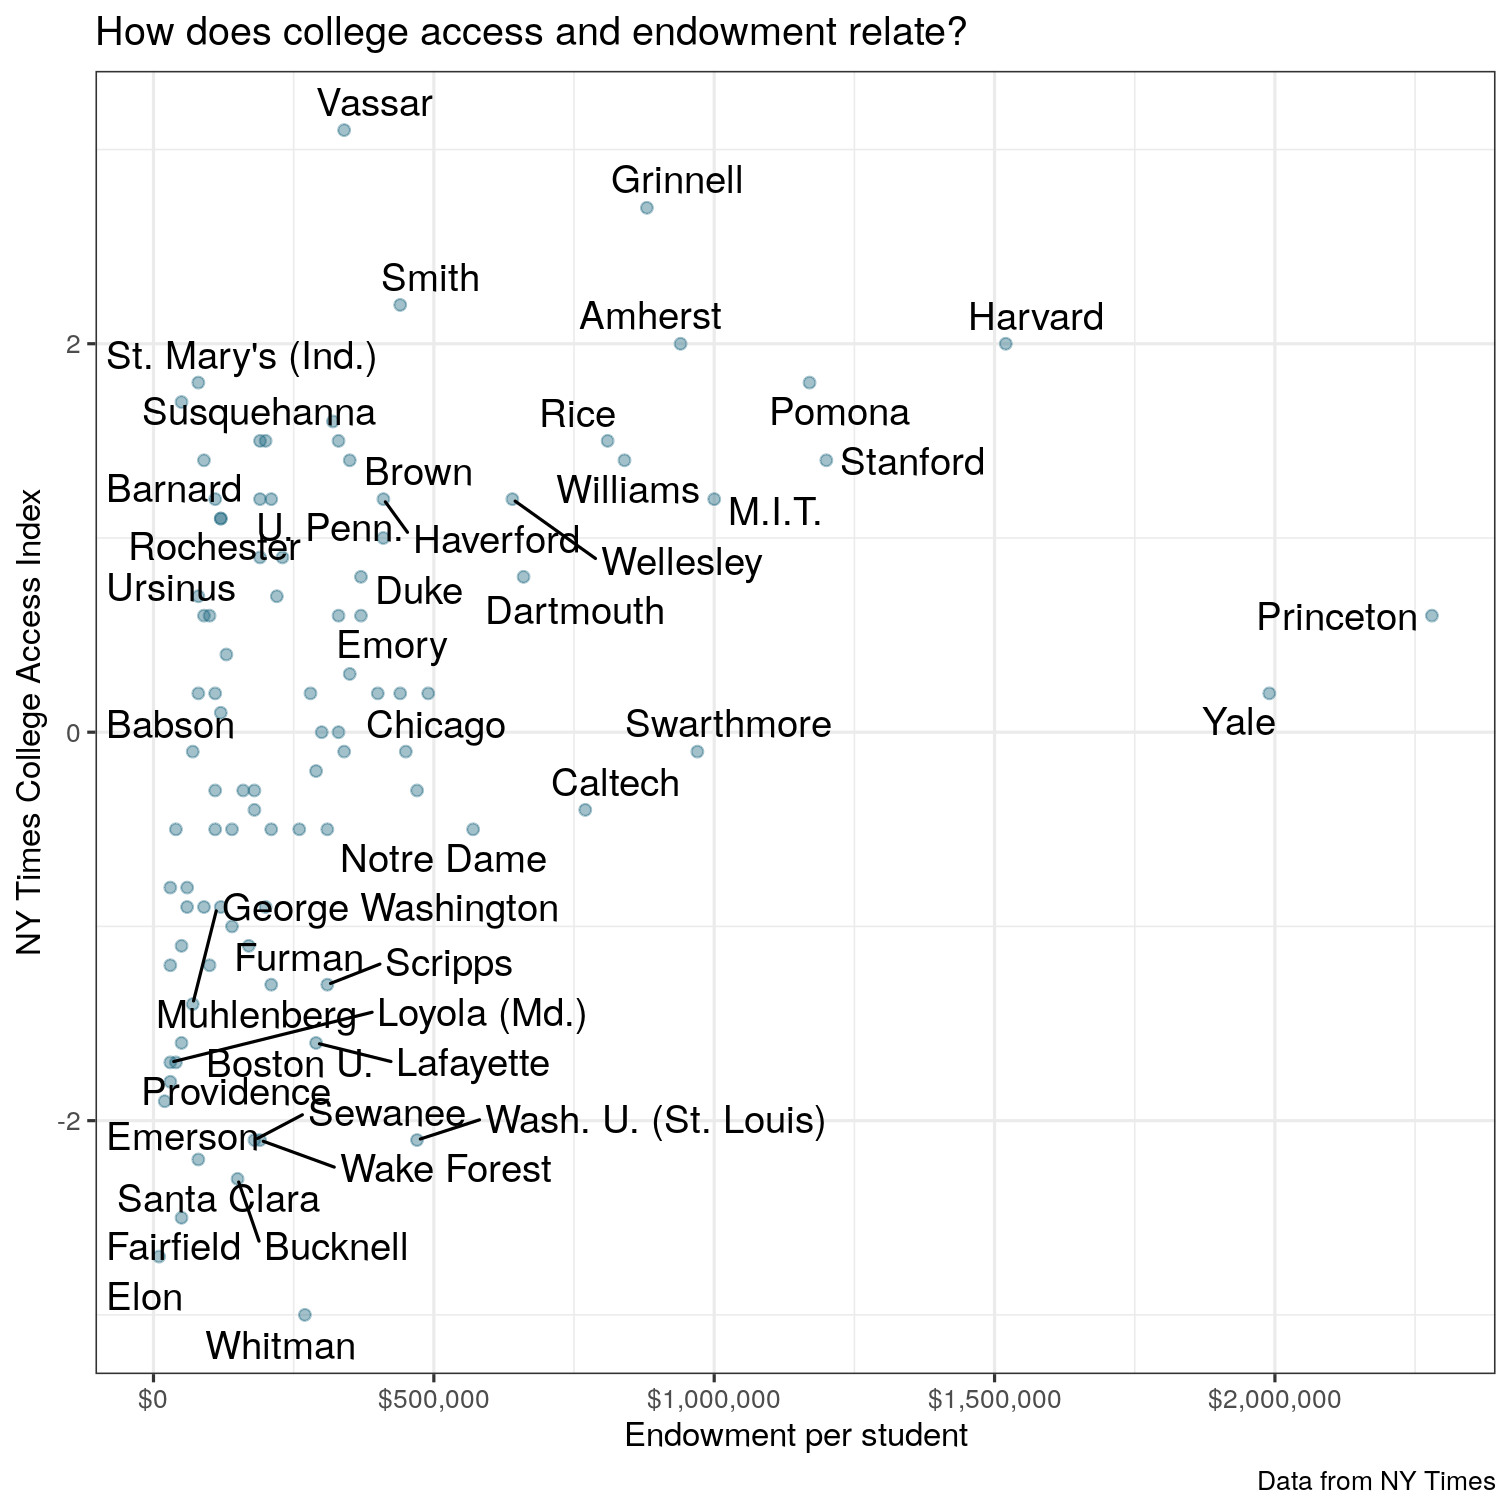 How does college access and endowment relate?
Vassar
Grinnell
Smith
Amherst
Harvard
2
St. Mary's (Ind.)
Susquehanna
Rice
Pomona
Brown
Stanford
Barnard
Williams
M.I.T.
U. Penn.
Haverford
Rochester
Wellesley
Ursinus
Duke
Dartmouth
Princeton
Emory
Babson
Chicago
Swarthmore
Yale
0
Caltech
Notre Dame
George Washington
Furman
Scripps
Muhlenberg
Loyola (Md.)
Boston U.
Lafayette
Providence
Sewanee
Wash. U. (St. Louis)
-2
Emerson
Wake Forest
Santa Clara
Fairfield
Bucknell
Elon
Whitman
NY Times College Access Index
$0
$500,000
$1,000,000
$1,500,000
$2,000,000
Endowment per student
Data from NY Times